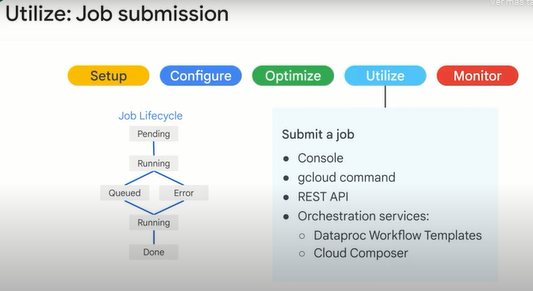 Utilize: Job submission
Setup
Configure
Optimize
Utilize
Monitor
Job Lifecycle
Pending
Running
Queued
Error
Running
Done
Submit a job
Console
gcloud command
REST API
Orchestration services:
Dataproc Workflow Templates
Cloud Composer